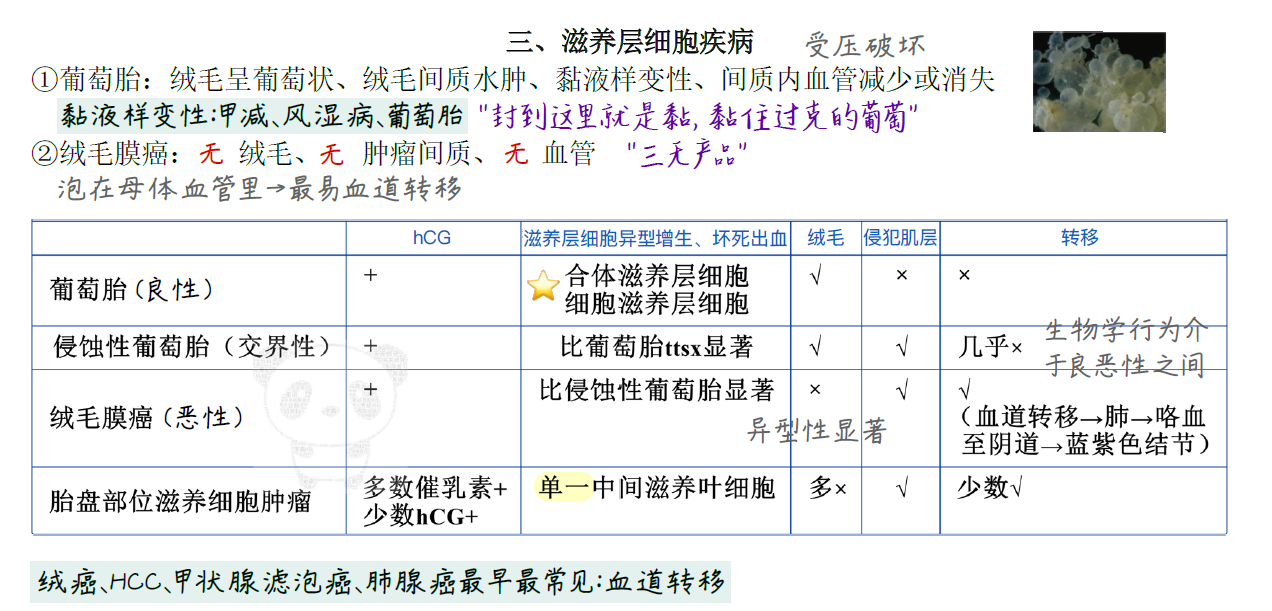 三、滋养层细胞疾病
受压破坏
①葡萄胎：绒毛呈葡萄状、绒毛间质水肿、黏液样变性、间质内血管减少或消失
黏液样变性:甲减、风湿病、葡萄胎 "封到这里就是黏,黏住过克的葡萄"
②绒毛膜癌：无 绒毛、无 肿瘤间质、无 血管 "三无产品"
泡在母体血管里→最易血道转移
hCG 滋养层细胞异型增生、坏死出血 绒毛 侵犯肌层 转移
葡萄胎(良性) + ⭐合体滋养层细胞 √ × ×
细胞滋养层细胞
侵蚀性葡萄胎（交界性） + 比葡萄胎ttsx显著 √ √ 几乎×
生物学行为介
于良恶性之间
绒毛膜癌(恶性) + 比侵蚀性葡萄胎显著 × √ √
异型性显著
（血道转移→肺→咯血
至阴道→蓝紫色结节）
胎盘部位滋养细胞肿瘤 多数催乳素+ 单一中间滋养叶细胞 多× √ 少数√
少数hCG+
绒癌、HCC、甲状腺滤泡癌、肺腺癌最早最常见:血道转移